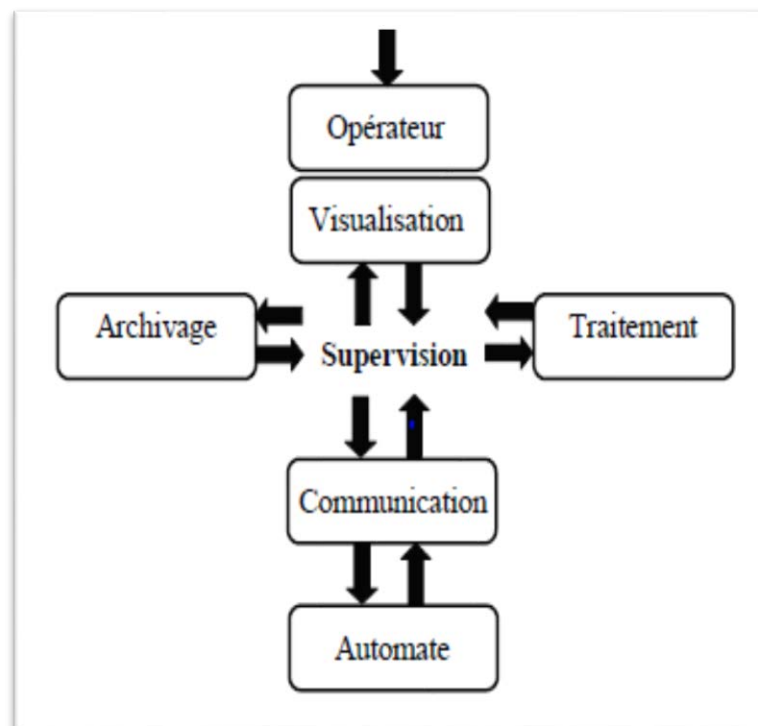 Opérateur
Visualisation
Archivage
Supervision
Traitement
Communication
Automate